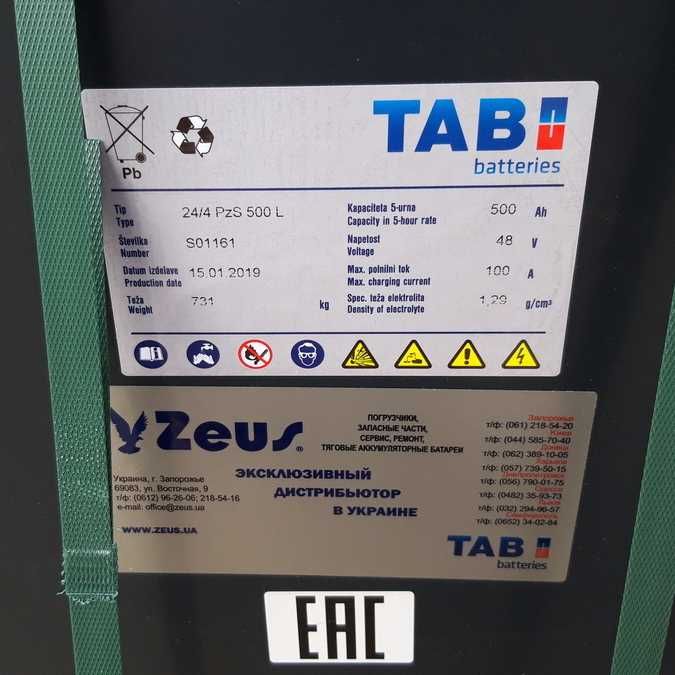 TAB
batteries
Pb
Tip
Type
24/4 PzS 500 L
Kapaciteta 5-urna
Capacity in 5-hour rate
500 Ah
Številka
Number
S01161
Napetost
Voltage
48 V
Datum izdelave
Production date
15.01.2019
Max. polnilni tok
Max. charging current
100 A
Teža
Weight
731 kg
Spec. teža elektrolita
Density of electrolyte
1,29 g/cm³
Zeus®
ПОГРУЗЧИКИ,
ЗАПАСНЫЕ ЧАСТИ,
СЕРВИС, РЕМОНТ,
ТЯГОВЫЕ АККУМУЛЯТОРНЫЕ БАТАРЕИ
Украина, г. Запорожье
69083, ул. Восточная, 9
т/ф: (0612) 96-26-06; 218-54-16
e-mail: office@zeus.ua
WWW.ZEUS.UA
ЭКСКЛЮЗИВНЫЙ
ДИСТРИБЬЮТОР
В УКРАИНЕ
Запорожье
т/ф: (061) 218-54-20
Киев
т/ф: (044) 585-70-40
Донецк
т/ф: (062) 389-10-05
Харьков
т/ф: (057) 739-50-15
Днепропетровск
т/ф: (056) 790-01-75
Одесса
т/ф: (0482) 35-93-73
Львов
т/ф: (032) 294-96-57
Симферополь
т/ф: (0652) 34-02-84
TAB
batteries
EAC